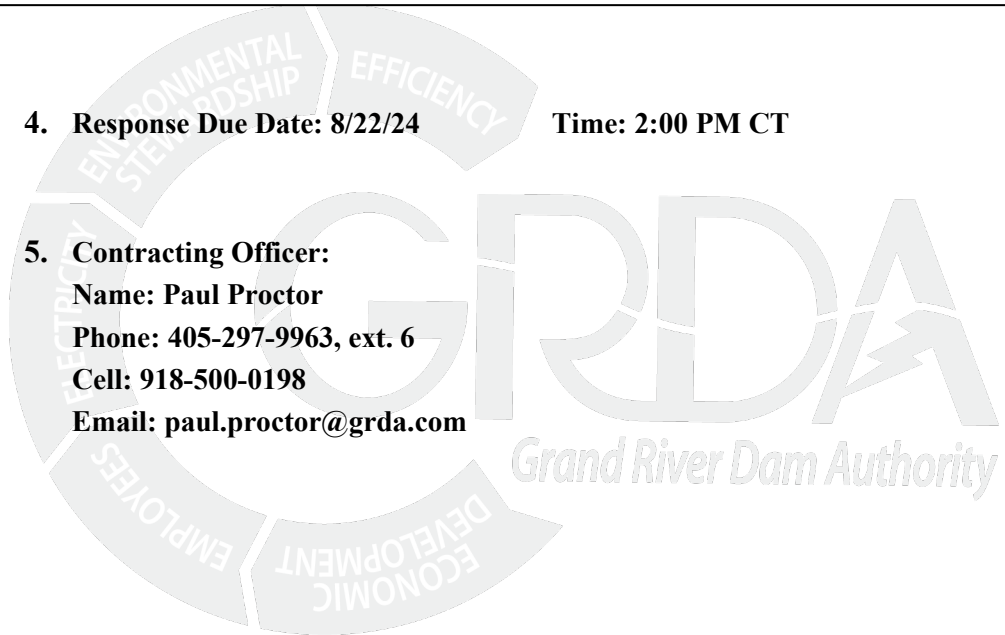 4. Response Due Date: 8/22/24 Time: 2:00 PM CT
5. Contracting Officer:
Name: Paul Proctor
Phone: 405-297-9963, ext. 6
Cell: 918-500-0198
Email: paul.proctor@grda.com
ENVIRONMENTAL
STEWARDSHIP
EFFICIENCY
ELECTRICITY
EMPLOYEES
ECONOMIC
DEVELOPMENT
GRDA
Grand River Dam Authority